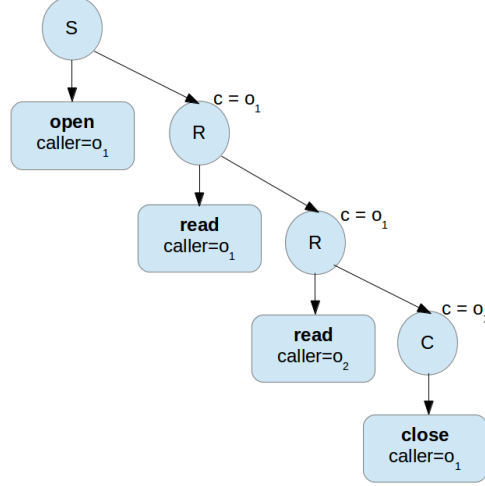 S
open
caller=o₁
c = o₁
R
read
caller=o₁
c = o₁
R
read
caller=o₂
c = o
C
close
caller=o₁